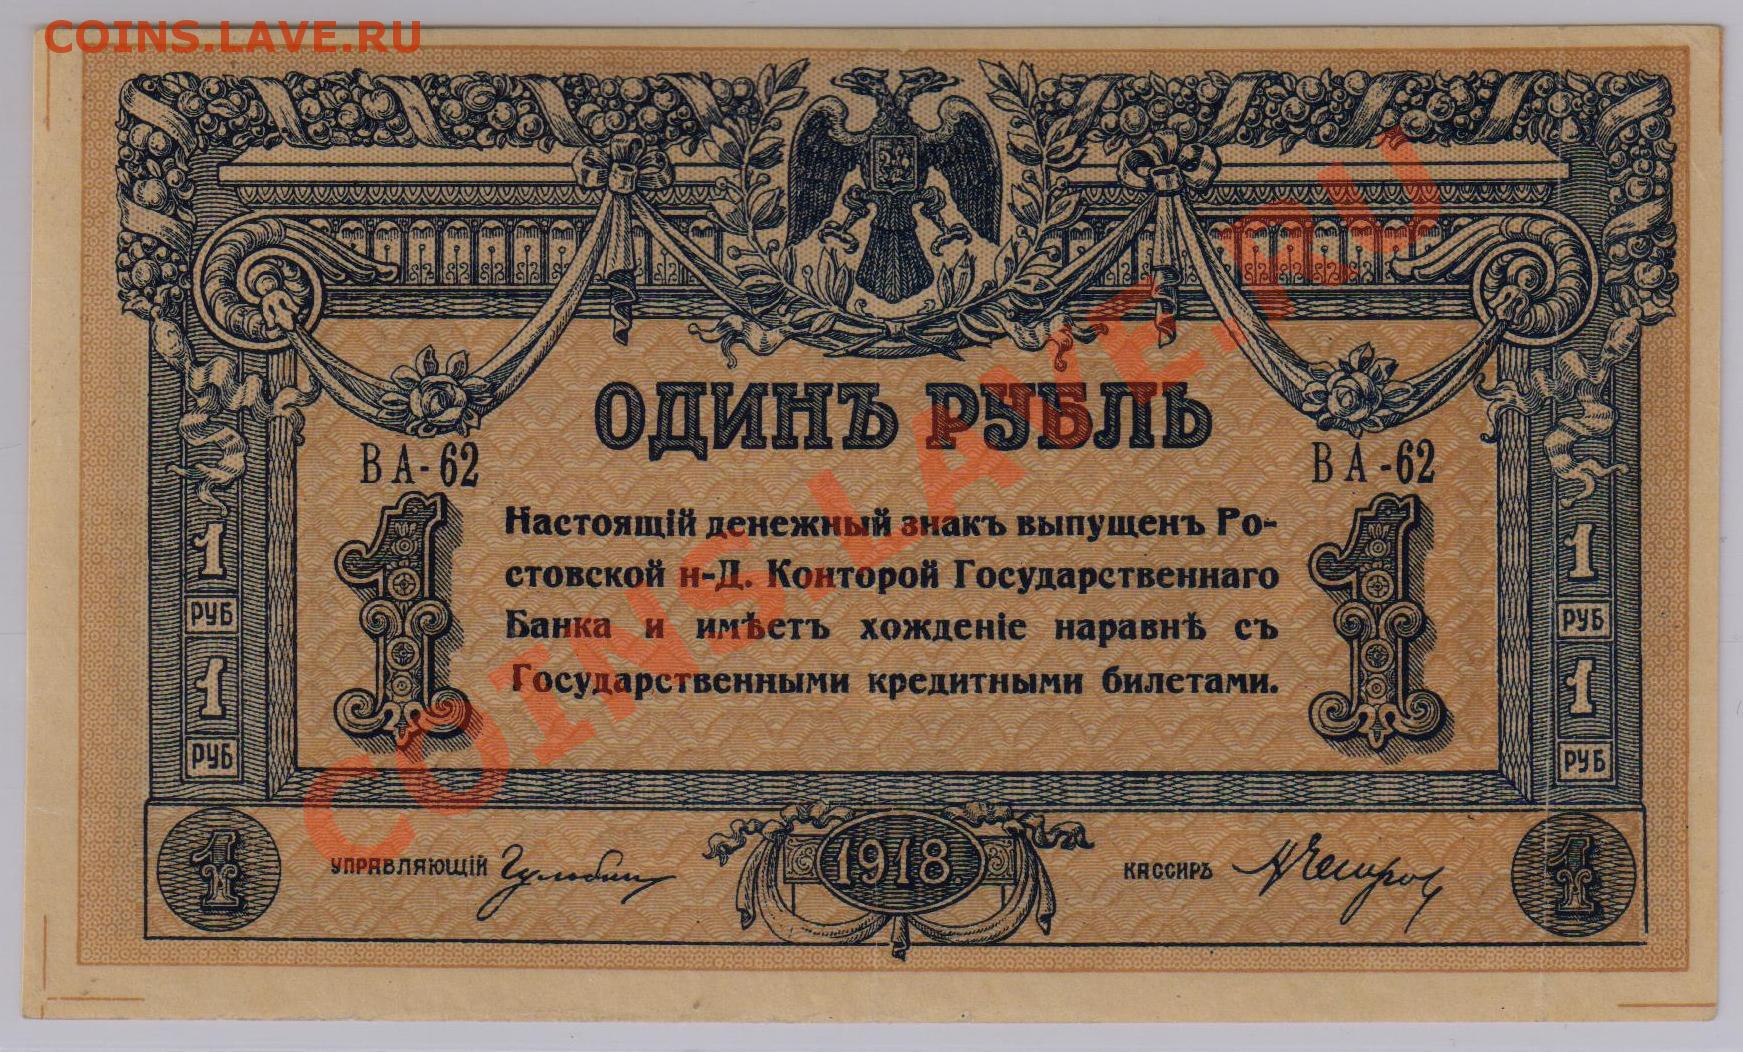 COINS.LAVE.RU
ОДИНЪ РУБЛЬ
ВА-62
ВА-62
Настоящій денежный знакъ выпущенъ Ро-
стовской н-Д. Конторой Государственнаго
Банка и имѣетъ хожденіе наравнѣ съ
Государственными кредитными билетами.
1
1
1
РУБ
1
РУБ
1
РУБ
1
РУБ
1
УПРАВЛЯЮЩІЙ
1918
КАССИРЪ
1
COINS.LAVE.RU